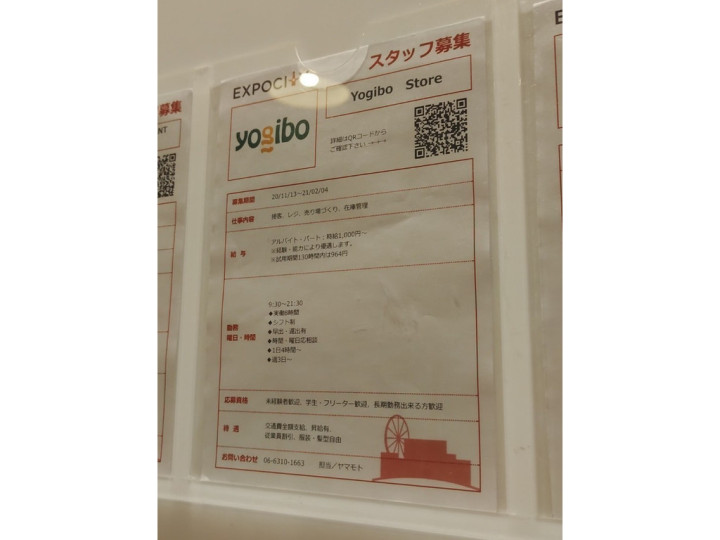 募集
NT
EXPOCI
スタッフ募集
yogibo
Yogibo Store
詳細はQRコードから
ご確認下さい
募集期間 20/11/13～21/02/04
仕事内容 接客、レジ、売り場づくり、在庫管理
給与 アルバイト・パート：時給1,000円～
※経験・能力により優遇します。
※試用期間130時間内は964円
勤務
曜日・時間
9:30～21:30
◆実働8時間
◆シフト制
◆早出・遅出有
◆時間・曜日応相談
◆1日4時間～
◆週3日～
応募資格 未経験者歓迎、学生・フリーター歓迎、長期勤務出来る方歓迎
待遇 交通費全額支給、昇給有、
従業員割引、服装・髪型自由
お問い合わせ 06-6310-1663 担当／ヤマモト
E